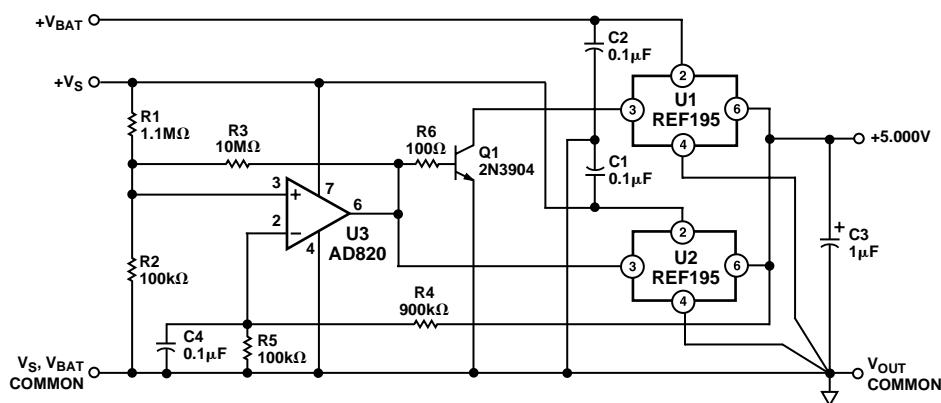 +VBAT
+VS
R1
1.1MΩ
R3
10MΩ
R6
100Ω
Q1
2N3904
C2
0.1μF
C1
0.1μF
2
U1
3
6
REF195
4
+5.000V
3
+
7
2
−
6
4
U3
AD820
R2
100kΩ
2
U2
3
6
REF195
4
+
C3
1μF
R4
900kΩ
C4
0.1μF
R5
100kΩ
VS, VBAT
COMMON
VOUT
COMMON